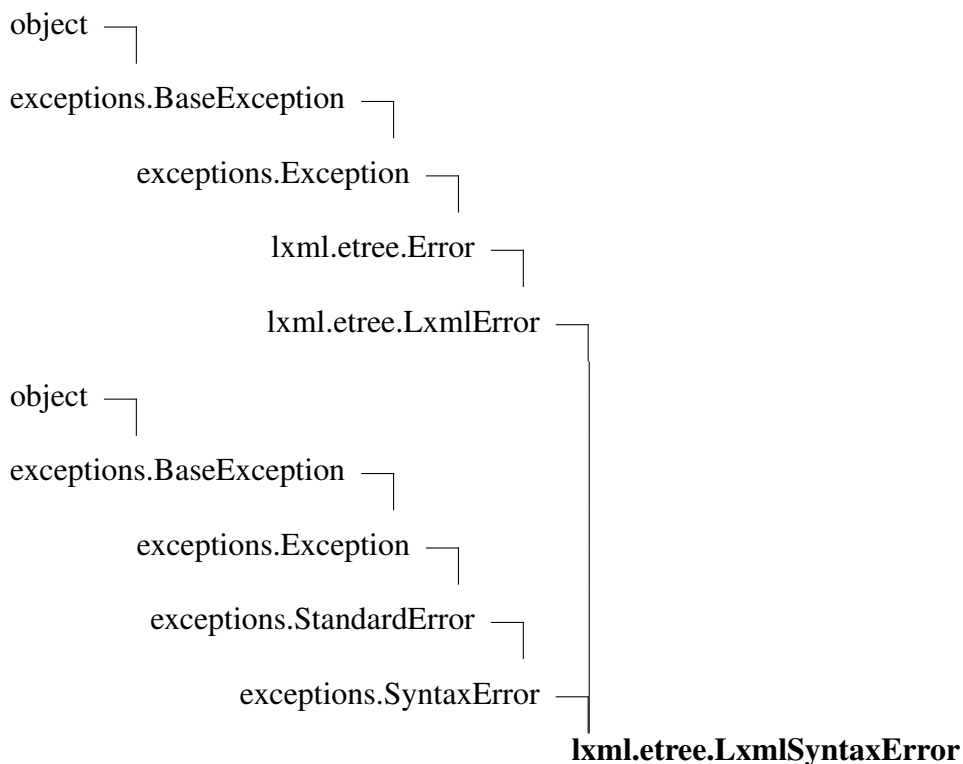 object
exceptions.BaseException
exceptions.Exception
lxml.etree.Error
lxml.etree.LxmlError
object
exceptions.BaseException
exceptions.Exception
exceptions.StandardError
exceptions.SyntaxError
lxml.etree.LxmlSyntaxError